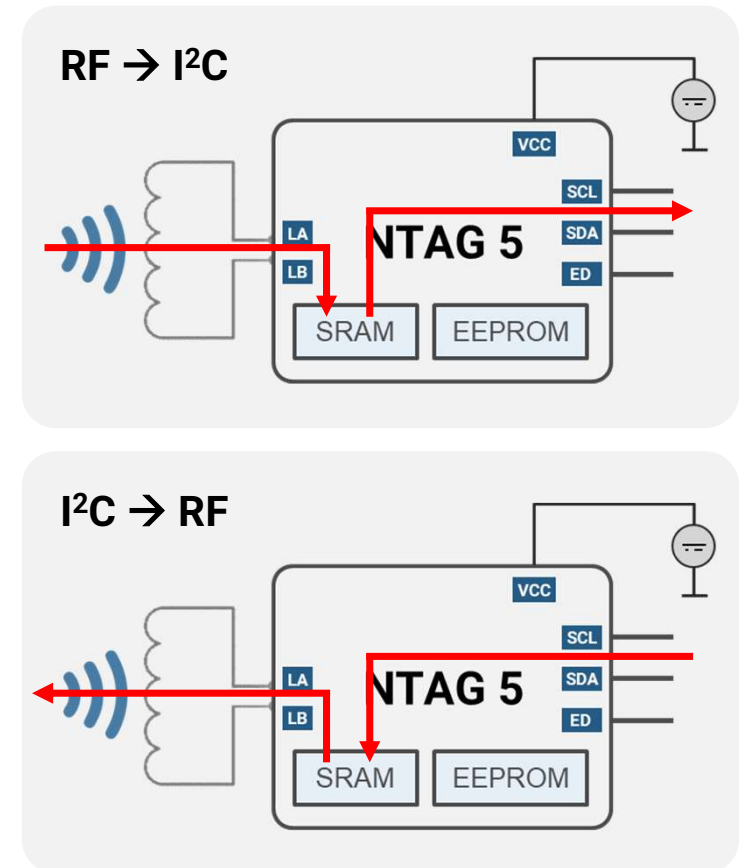 RF → I²C
VCC
SCL
LA
NTAG 5
SDA
LB
ED
SRAM
EEPROM
I²C → RF
VCC
SCL
LA
NTAG 5
SDA
LB
ED
SRAM
EEPROM